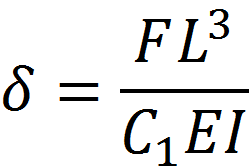 δ = FL³ / C₁EI